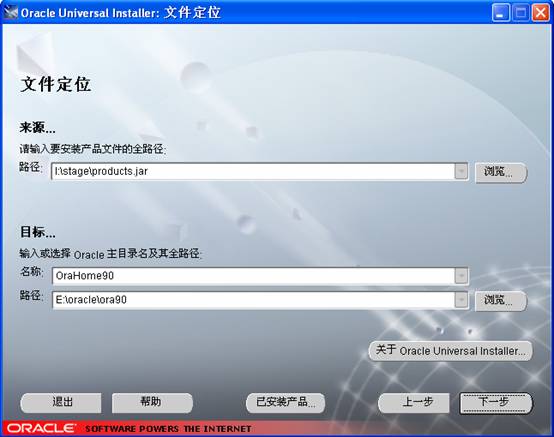 Oracle Universal Installer: 文件定位
文件定位
来源...
请输入要安装产品文件的全路径:
路径: I:\stage\products.jar 浏览...
目标...
输入或选择 Oracle 主目录名及其全路径:
名称: OraHome90
路径: E:\oracle\ora90 浏览...
关于 Oracle Universal Installer...
退出 帮助 已安装产品... 上一步 下一步
ORACLE SOFTWARE POWERS THE INTERNET